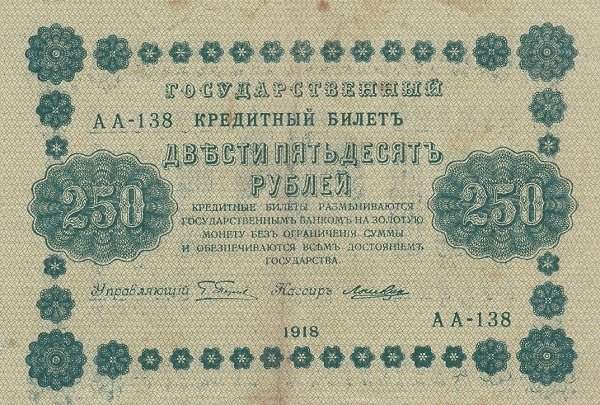 ГОСУДАРСТВЕННЫЙ
АА-138 КРЕДИТНЫЙ БИЛЕТЪ
ДВѢСТИ ПЯТЬДЕСЯТЪ
РУБЛЕЙ
250
250
КРЕДИТНЫЕ БИЛЕТЫ РАЗМѢНИВАЮТСЯ
ГОСУДАРСТВЕННЫМЪ БАНКОМЪ НА ЗОЛОТУЮ
МОНЕТУ БЕЗЪ ОГРАНИЧЕНІЯ СУММЫ
И ОБЕЗПЕЧИВАЮТСЯ ВСѢМЪ ДОСТОЯНІЕМЪ
ГОСУДАРСТВА.
Управляющій Кассиръ
1918
АА-138